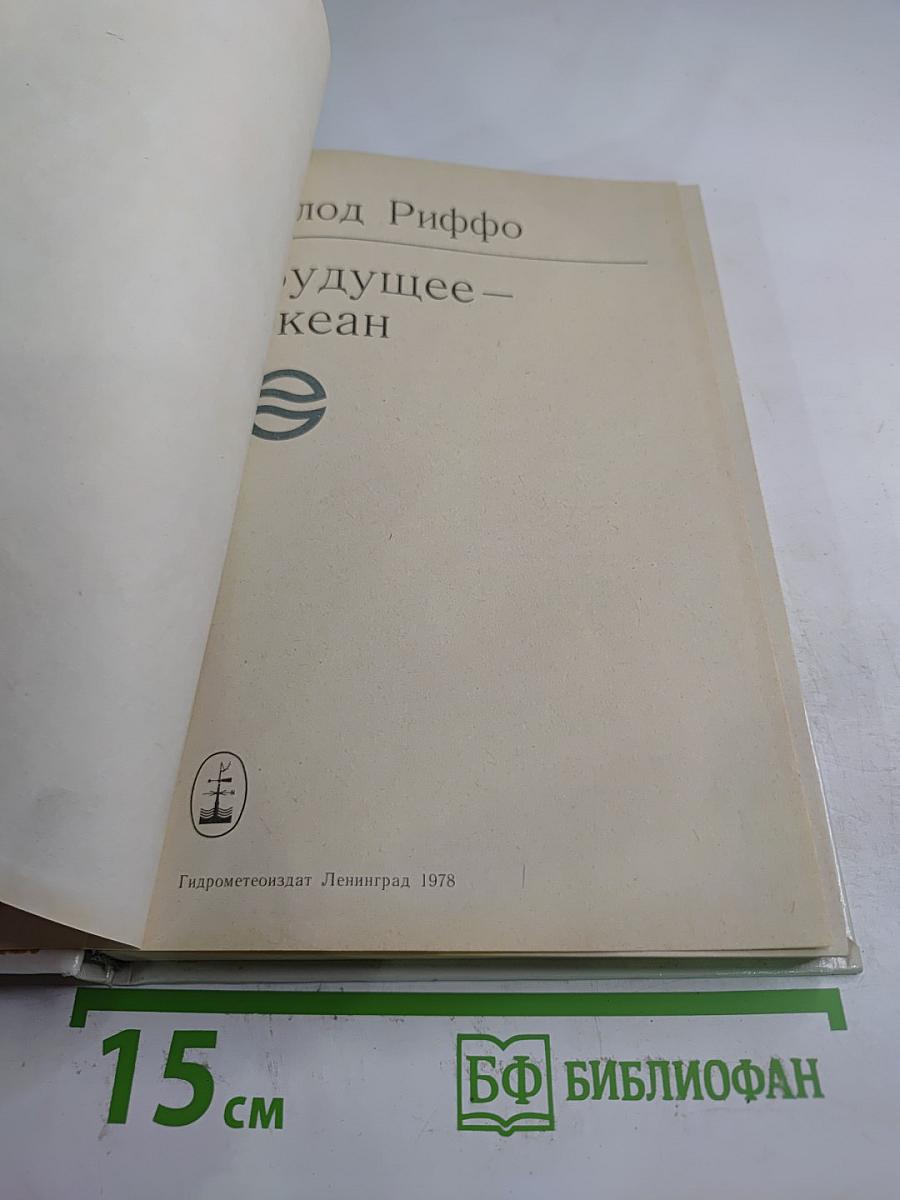 лод Риффо
удущее—
кеан
Гидрометеоиздат Ленинград 1978
15 см
БФ БИБЛИОФАН